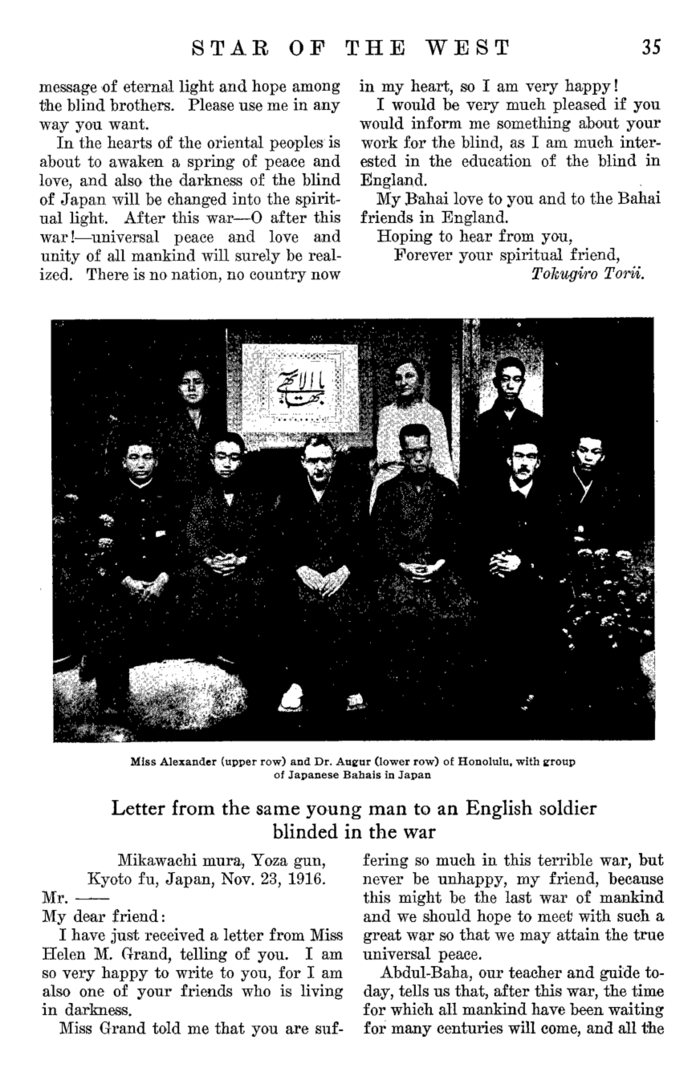 STAR OF THE WEST 35
message of eternal light and hope among
the blind brothers. Please use me in any
way you want.
In the hearts of the oriental peoples is
about to awaken a spring of peace and
love, and also the darkness of the blind
of Japan will be changed into the spirit-
ual light. After this war—O after this
war!—universal peace and love and
unity of all mankind will surely be real-
ized. There is no nation, no country now
in my heart, so I am very happy!
I would be very much pleased if you
would inform me something about your
work for the blind, as I am much inter-
ested in the education of the blind in
England.
My Bahai love to you and to the Bahai
friends in England.
Hoping to hear from you,
Forever your spiritual friend,
Tokugiro Torii.
يا بهاء الأبهى
Miss Alexander (upper row) and Dr. Augur (lower row) of Honolulu, with group
of Japanese Bahais in Japan
Letter from the same young man to an English soldier
blinded in the war
Mikawachi mura, Yoza gun,
Kyoto fu, Japan, Nov. 23, 1916.
Mr. ——
My dear friend:
I have just received a letter from Miss
Helen M. Grand, telling of you. I am
so very happy to write to you, for I am
also one of your friends who is living
in darkness.
Miss Grand told me that you are suf-
fering so much in this terrible war, but
never be unhappy, my friend, because
this might be the last war of mankind
and we should hope to meet with such a
great war so that we may attain the true
universal peace.
Abdul-Baha, our teacher and guide to-
day, tells us that, after this war, the time
for which all mankind have been waiting
for many centuries will come, and all the